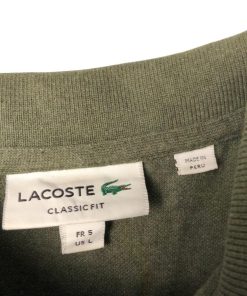 MADE IN
PERU
LACOSTE
CLASSIC FIT
FR 5
US L